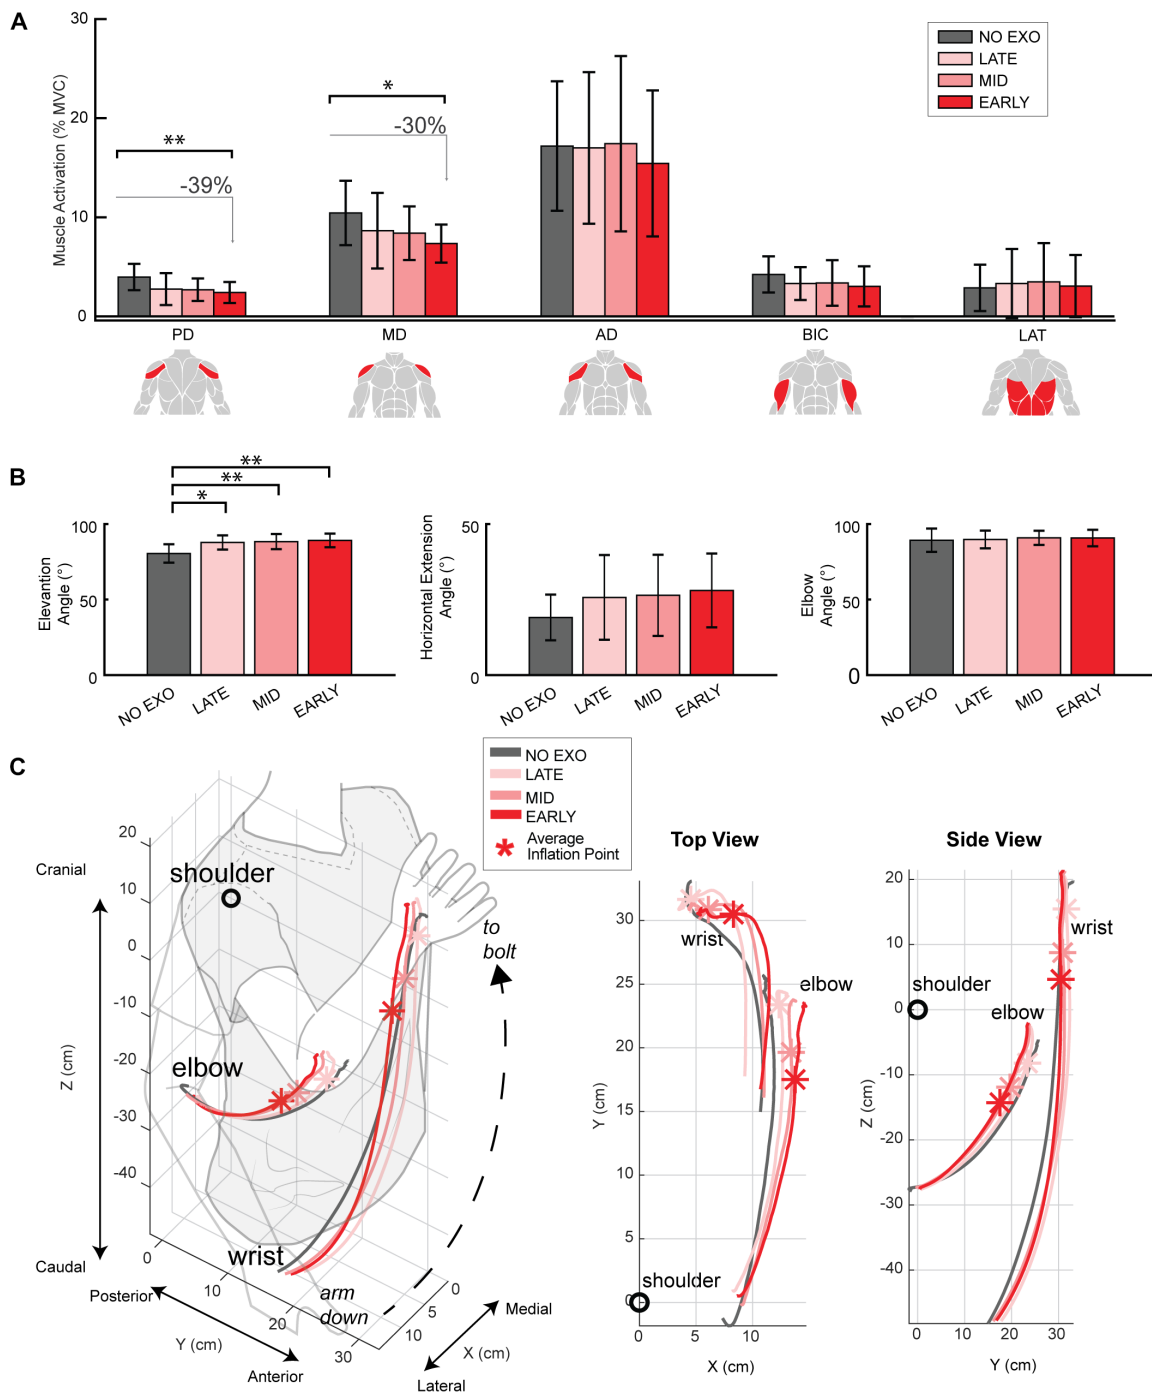 A
30
20
10
0
Muscle Activation (% MVC)
NO EXO
LATE
MID
EARLY
**
-39%
*
-30%
PD
MD
AD
BIC
LAT
B
**
**
*
100
50
0
Elevantion
Angle (°)
NO EXO
LATE
MID
EARLY
50
0
Horizontal Extension
Angle (°)
NO EXO
LATE
MID
EARLY
100
50
0
Elbow
Angle (°)
NO EXO
LATE
MID
EARLY
C
NO EXO
LATE
MID
EARLY
Average
Inflation Point
20
10
0
-10
-20
-30
-40
Z (cm)
Cranial
Caudal
shoulder
elbow
wrist
to
bolt
arm
down
0
10
20
30
Y (cm)
Posterior
Anterior
0
5
10
X (cm)
Medial
Lateral
Top View
30
25
20
15
10
5
0
Y (cm)
wrist
elbow
shoulder
0
5
10
X (cm)
Side View
20
10
0
-10
-20
-30
-40
Z (cm)
wrist
shoulder
elbow
0
10
20
30
Y (cm)